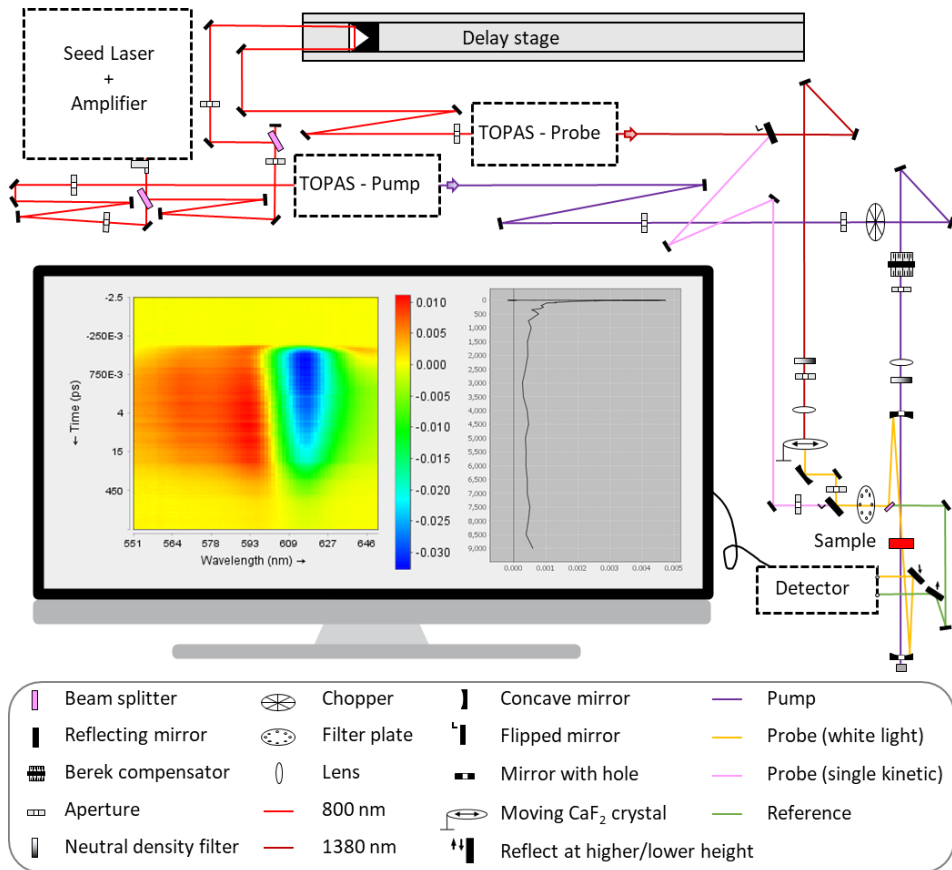 Seed Laser
+
Amplifier
Delay stage
TOPAS - Probe
TOPAS - Pump
-2.5
-250E-3
750E-3
4
15
450
← Time (ps)
551 564 578 593 609 627 646
Wavelength (nm) →
0.010
0.005
0.000
-0.005
-0.010
-0.015
-0.020
-0.025
-0.030
0
500
1,000
1,500
2,000
2,500
3,000
3,500
4,000
4,500
5,000
5,500
6,000
6,500
7,000
7,500
8,000
8,500
9,000
0.000 0.001 0.002 0.003 0.004 0.005
Sample
Detector
Beam splitter
Chopper
Concave mirror
Pump
Reflecting mirror
Filter plate
Flipped mirror
Probe (white light)
Berek compensator
Lens
Mirror with hole
Probe (single kinetic)
Aperture
800 nm
Moving CaF₂ crystal
Reference
Neutral density filter
1380 nm
Reflect at higher/lower height